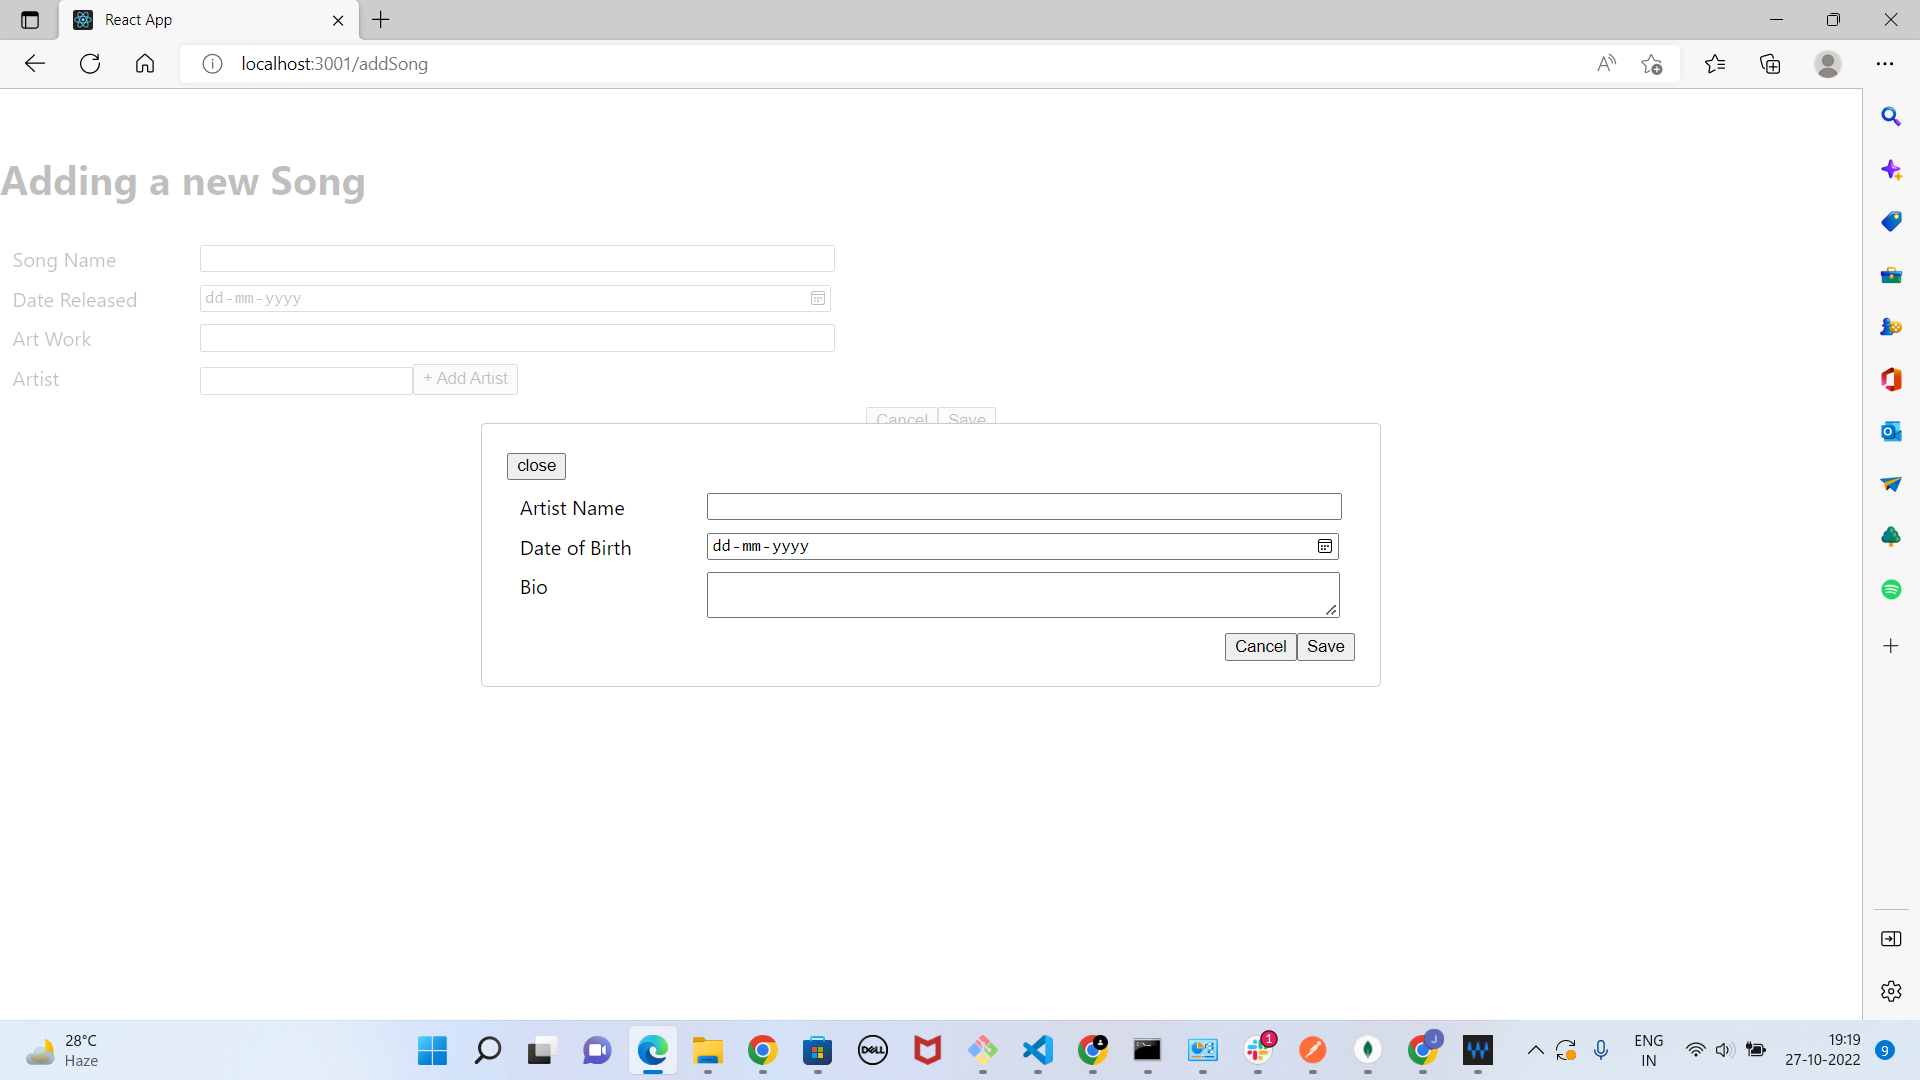 React App
localhost:3001/addSong
Adding a new Song
Song Name
Date Released
dd-mm-yyyy
Art Work
Artist
+ Add Artist
Cancel Save
close
Artist Name
Date of Birth
dd-mm-yyyy
Bio
Cancel Save
28°C
Haze
DELL
1
J
ENG
IN
19:19
27-10-2022
9